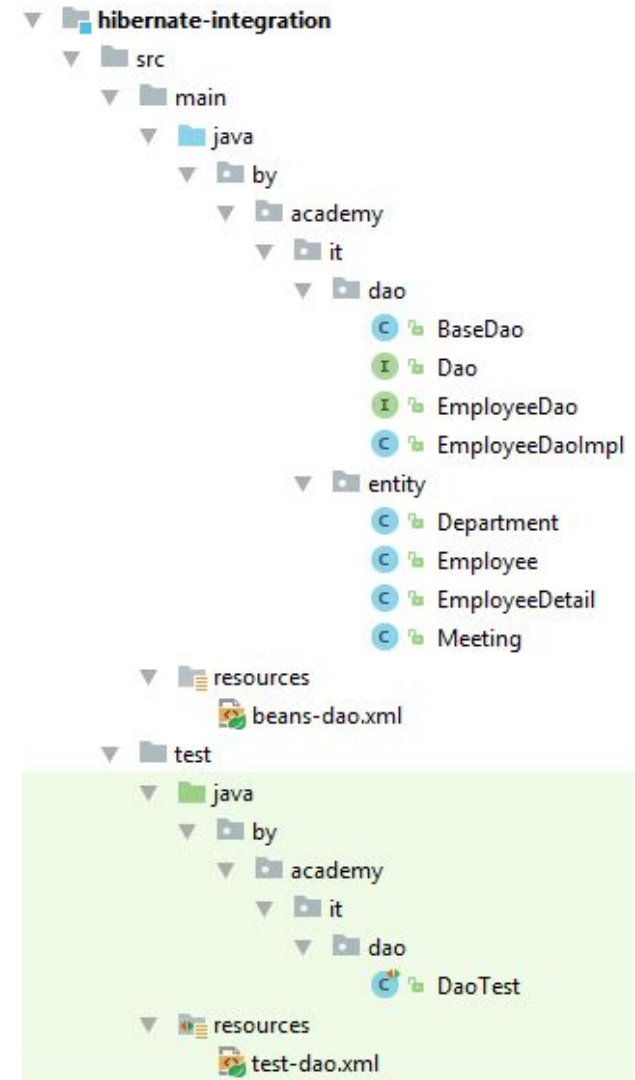 hibernate-integration
src
main
java
by
academy
it
dao
C BaseDao
I Dao
I EmployeeDao
C EmployeeDaoImpl
entity
C Department
C Employee
C EmployeeDetail
C Meeting
resources
beans-dao.xml
test
java
by
academy
it
dao
C DaoTest
resources
test-dao.xml